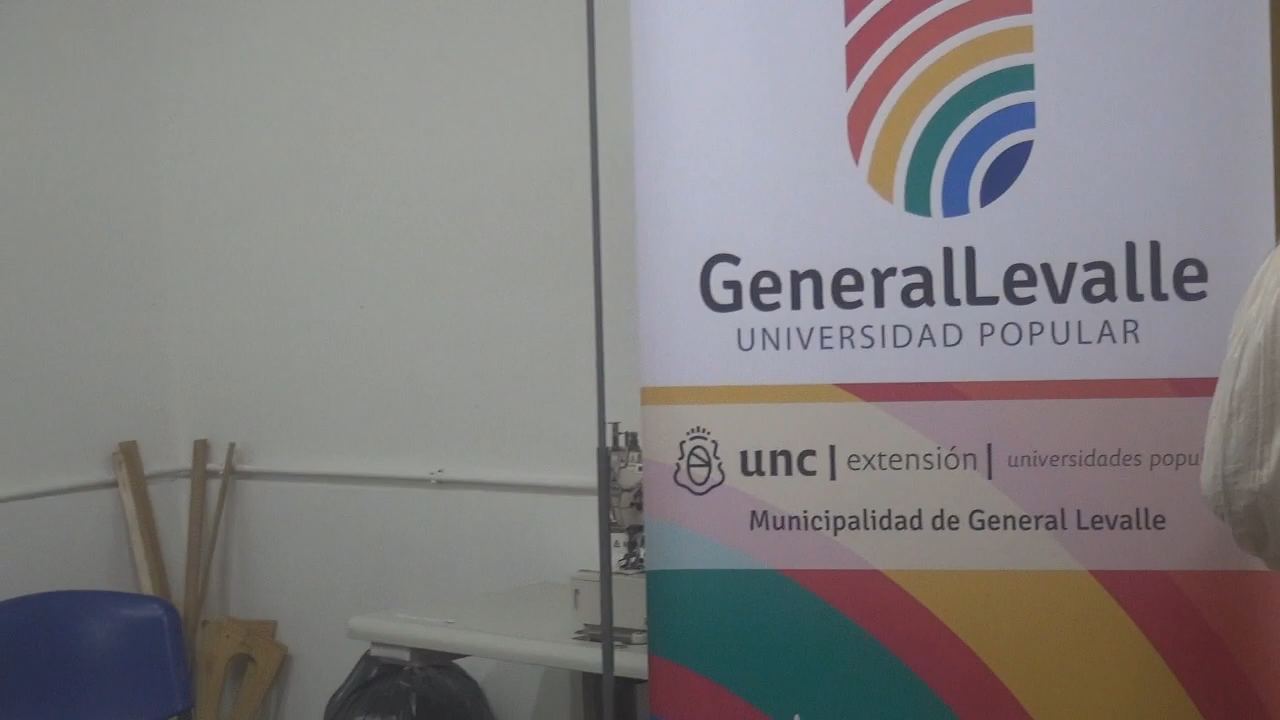 GeneralLevalle
UNIVERSIDAD POPULAR
unc | extensión | universidades popu
Municipalidad de General Levalle